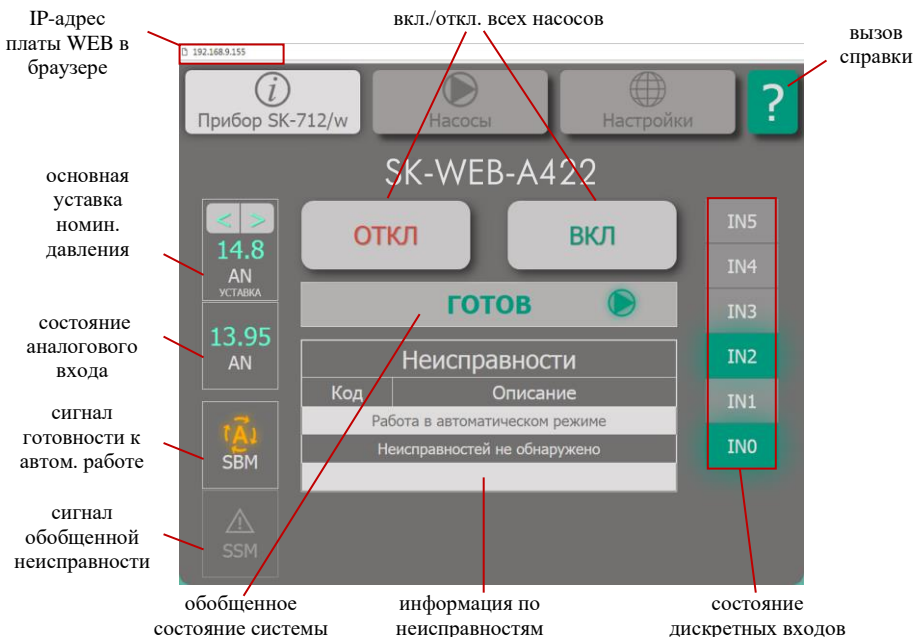 IP-адрес
платы WEB в
браузере
вкл./откл. всех насосов
вызов
справки
192.168.9.155
Прибор SK-712/w
Насосы
Настройки
?
SK-WEB-A422
основная
уставка
номин.
давления
< >
14.8
AN
УСТАВКА
ОТКЛ
ВКЛ
IN5
IN4
IN3
IN2
IN1
IN0
ГОТОВ
состояние
аналогового
входа
13.95
AN
Неисправности
Код Описание
Работа в автоматическом режиме
Неисправностей не обнаружено
сигнал
готовности к
автом. работе
A
SBM
сигнал
обобщенной
неисправности
SSM
обобщенное
состояние системы
информация по
неисправностям
состояние
дискретных входов